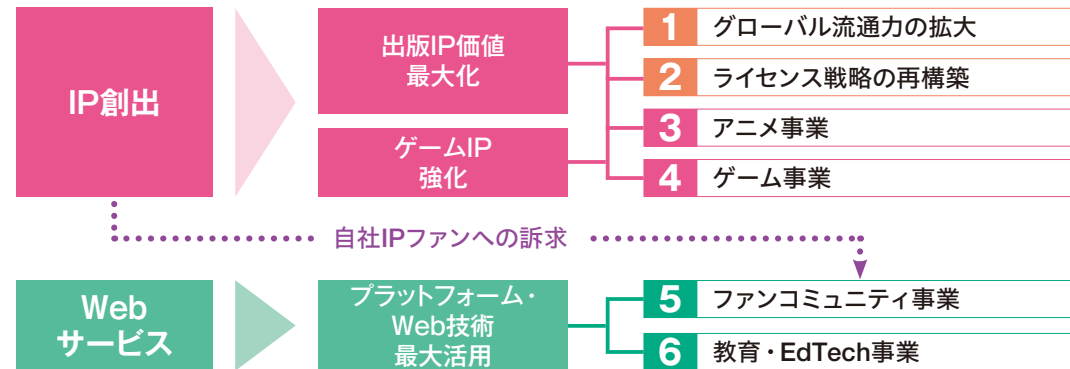 IP創出
出版IP価値
最大化
ゲームIP
強化
1 グローバル流通力の拡大
2 ライセンス戦略の再構築
3 アニメ事業
4 ゲーム事業
自社IPファンへの訴求
Web
サービス
プラットフォーム・
Web技術
最大活用
5 ファンコミュニティ事業
6 教育・EdTech事業